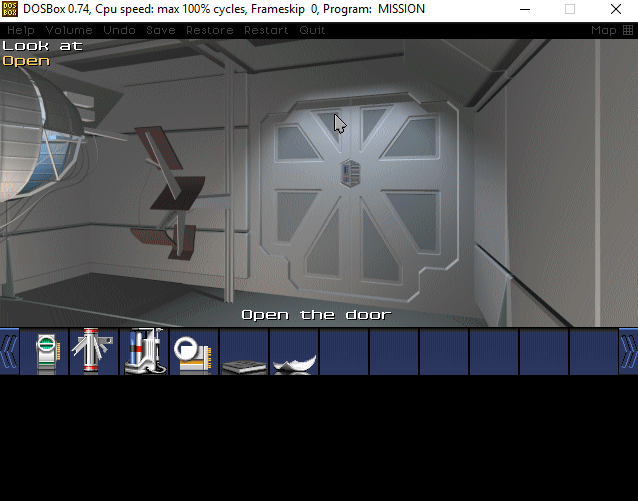 DOSBox 0.74, Cpu speed: max 100% cycles, Frameskip 0, Program: MISSION
Help Volume Undo Save Restore Restart Quit Map
Look at
Open
Open the door